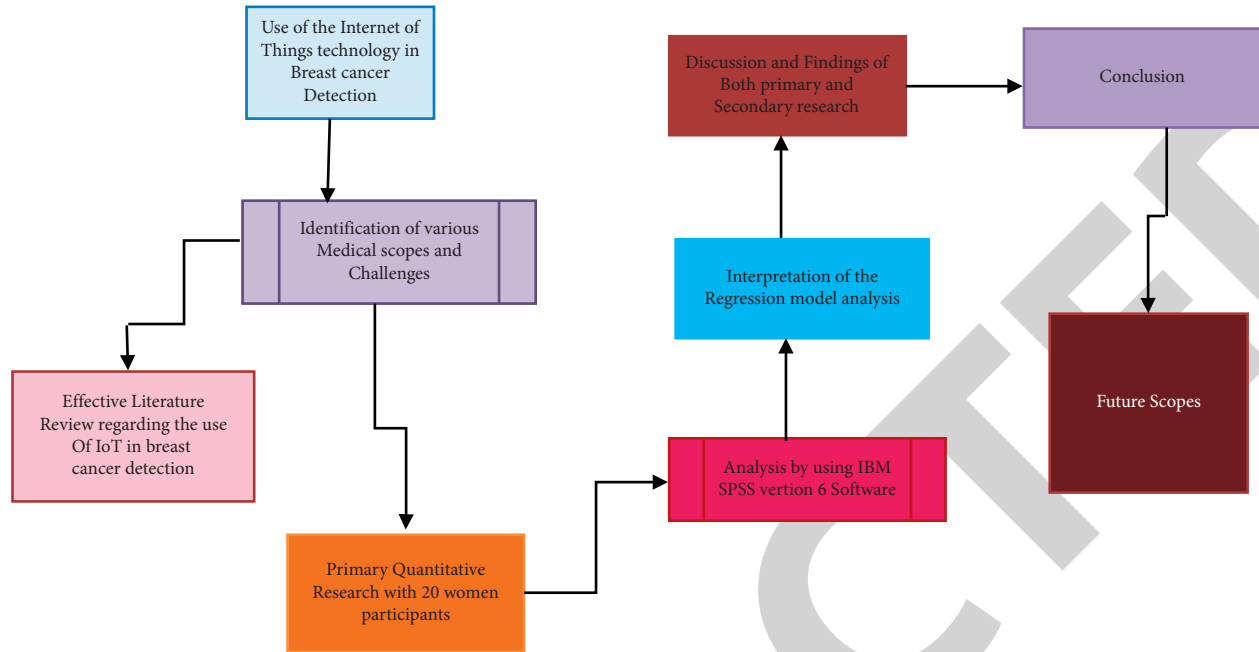 Use of the Internet of
Things technology in
Breast cancer
Detection
Identification of various
Medical scopes and
Challenges
Effective Literature
Review regarding the use
Of IoT in breast
cancer detection
Primary Quantitative
Research with 20 women
participants
Analysis by using IBM
SPSS vertion 6 Software
Interpretation of the
Regression model analysis
Discussion and Findings of
Both primary and
Secondary research
Conclusion
Future Scopes
CTE